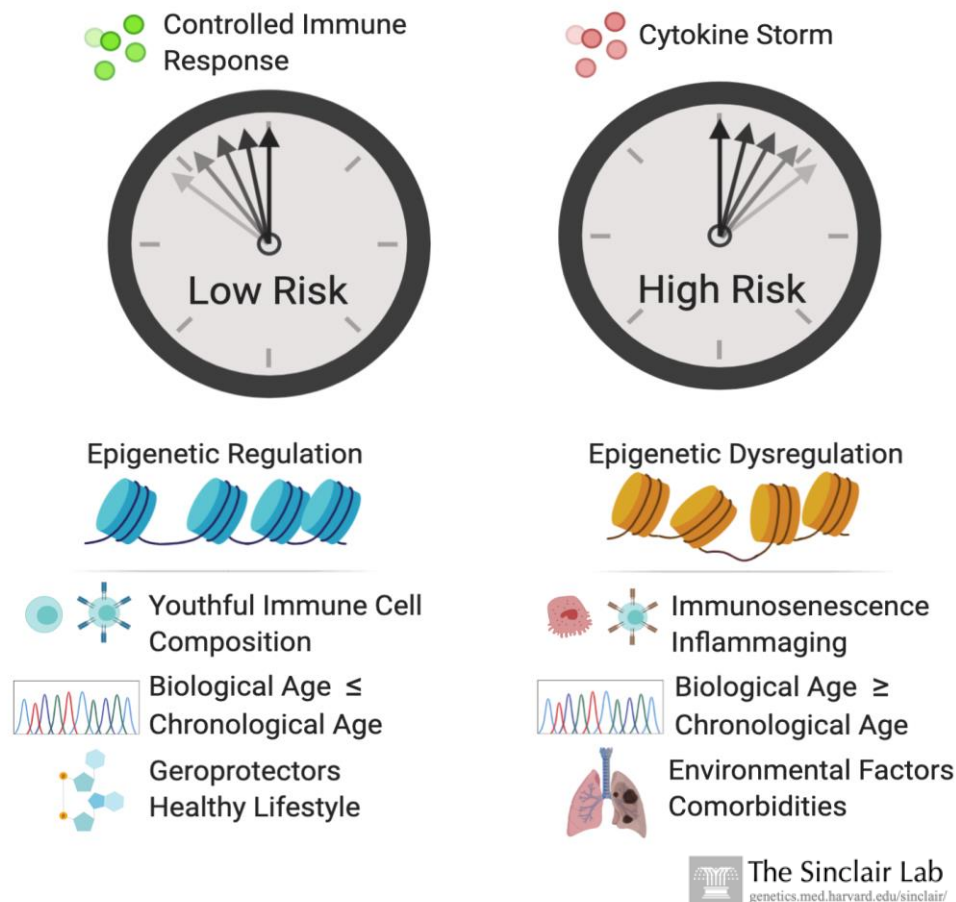 Controlled Immune
Response
Cytokine Storm
Low Risk
High Risk
Epigenetic Regulation
Epigenetic Dysregulation
Youthful Immune Cell
Composition
Immunosenescence
Inflammaging
Biological Age ≤
Chronological Age
Biological Age ≥
Chronological Age
Geroprotectors
Healthy Lifestyle
Environmental Factors
Comorbidities
The Sinclair Lab
genetics.med.harvard.edu/sinclair/